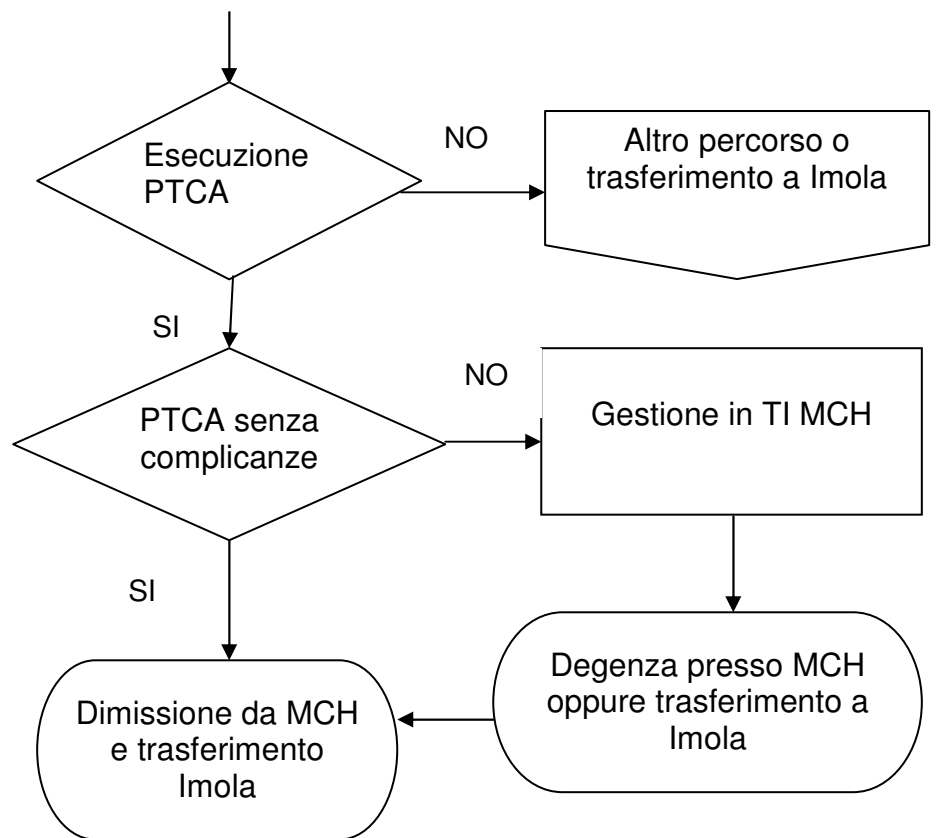 Esecuzione
PTCA
NO
Altro percorso o
trasferimento a Imola
SI
PTCA senza
complicanze
NO
Gestione in TI MCH
SI
Degenza presso MCH
oppure trasferimento a
Imola
Dimissione da MCH
e trasferimento
Imola